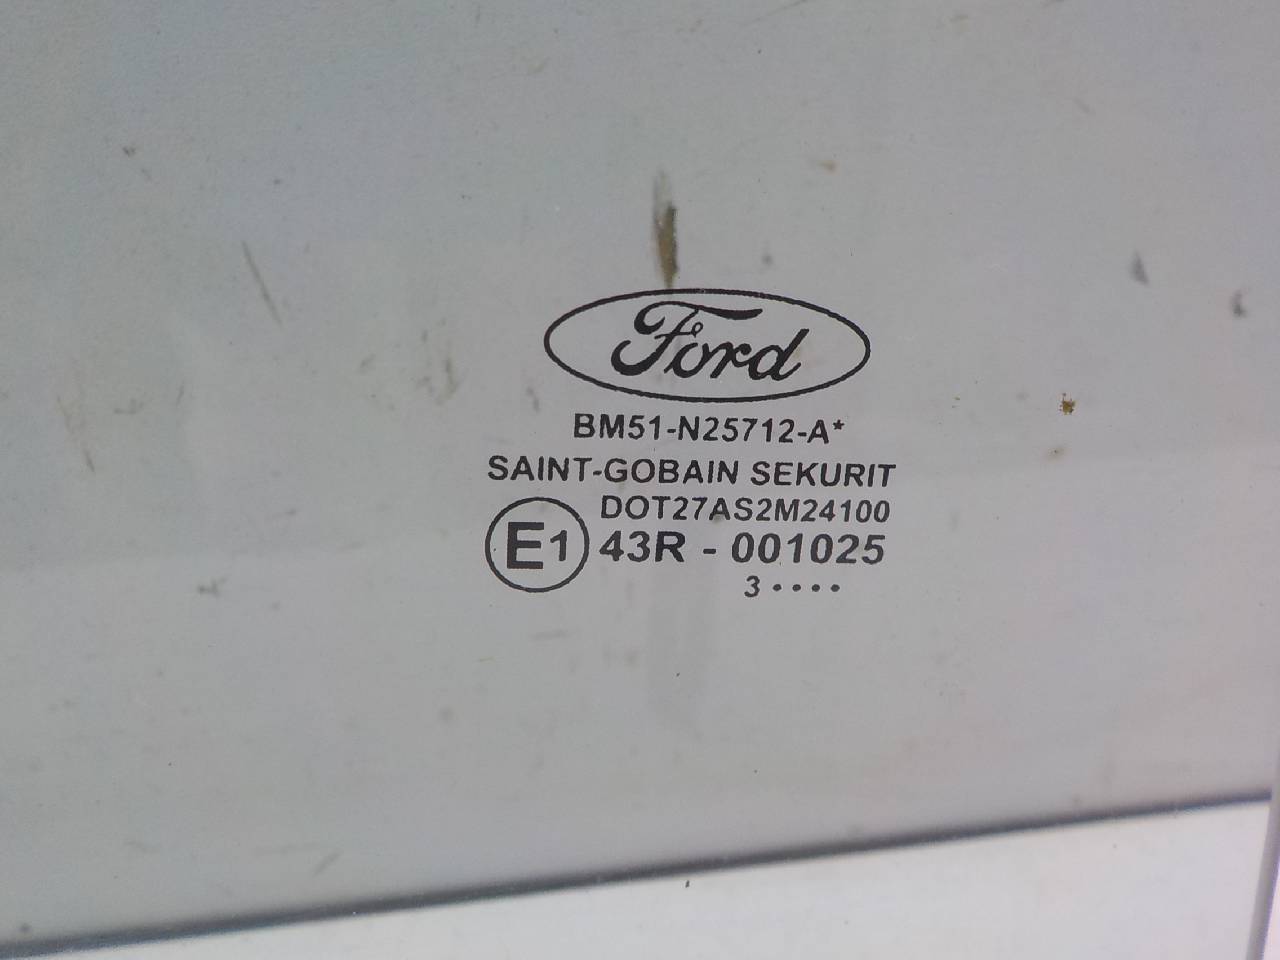 Ford
BM51-N25712-A*
SAINT-GOBAIN SEKURIT
DOT27AS2M24100
E1 43R - 001025
3 ····